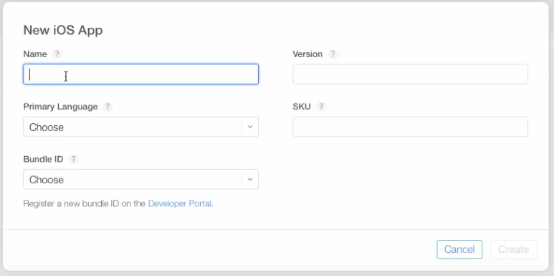 New iOS App
Name ?
Version ?
Primary Language ?
SKU ?
Choose
Bundle ID ?
Choose
Register a new bundle ID on the Developer Portal.
Cancel
Create